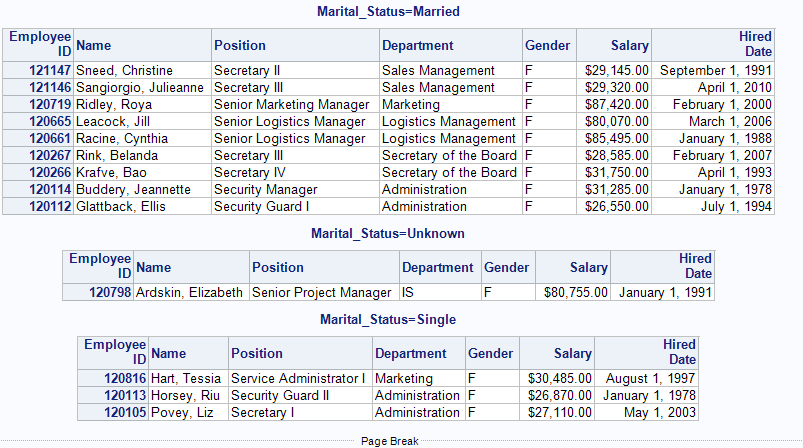 Marital_Status=Married
Employee ID Name Position Department Gender Salary Hired Date
121147 Sneed, Christine Secretary II Sales Management F $29,145.00 September 1, 1991
121146 Sangiorgio, Julieanne Secretary III Sales Management F $29,320.00 April 1, 2010
120719 Ridley, Roya Senior Marketing Manager Marketing F $87,420.00 February 1, 2000
120665 Leacock, Jill Senior Logistics Manager Logistics Management F $80,070.00 March 1, 2006
120661 Racine, Cynthia Senior Logistics Manager Logistics Management F $85,495.00 January 1, 1988
120267 Rink, Belanda Secretary III Secretary of the Board F $28,585.00 February 1, 2007
120266 Krafve, Bao Secretary IV Secretary of the Board F $31,750.00 April 1, 1993
120114 Buddery, Jeannette Security Manager Administration F $31,285.00 January 1, 1978
120112 Glattback, Ellis Security Guard I Administration F $26,550.00 July 1, 1994
Marital_Status=Unknown
Employee ID Name Position Department Gender Salary Hired Date
120798 Ardskin, Elizabeth Senior Project Manager IS F $80,755.00 January 1, 1991
Marital_Status=Single
Employee ID Name Position Department Gender Salary Hired Date
120816 Hart, Tessia Service Administrator I Marketing F $30,485.00 August 1, 1997
120113 Horsey, Riu Security Guard II Administration F $26,870.00 January 1, 1978
120105 Povey, Liz Secretary I Administration F $27,110.00 May 1, 2003
Page Break